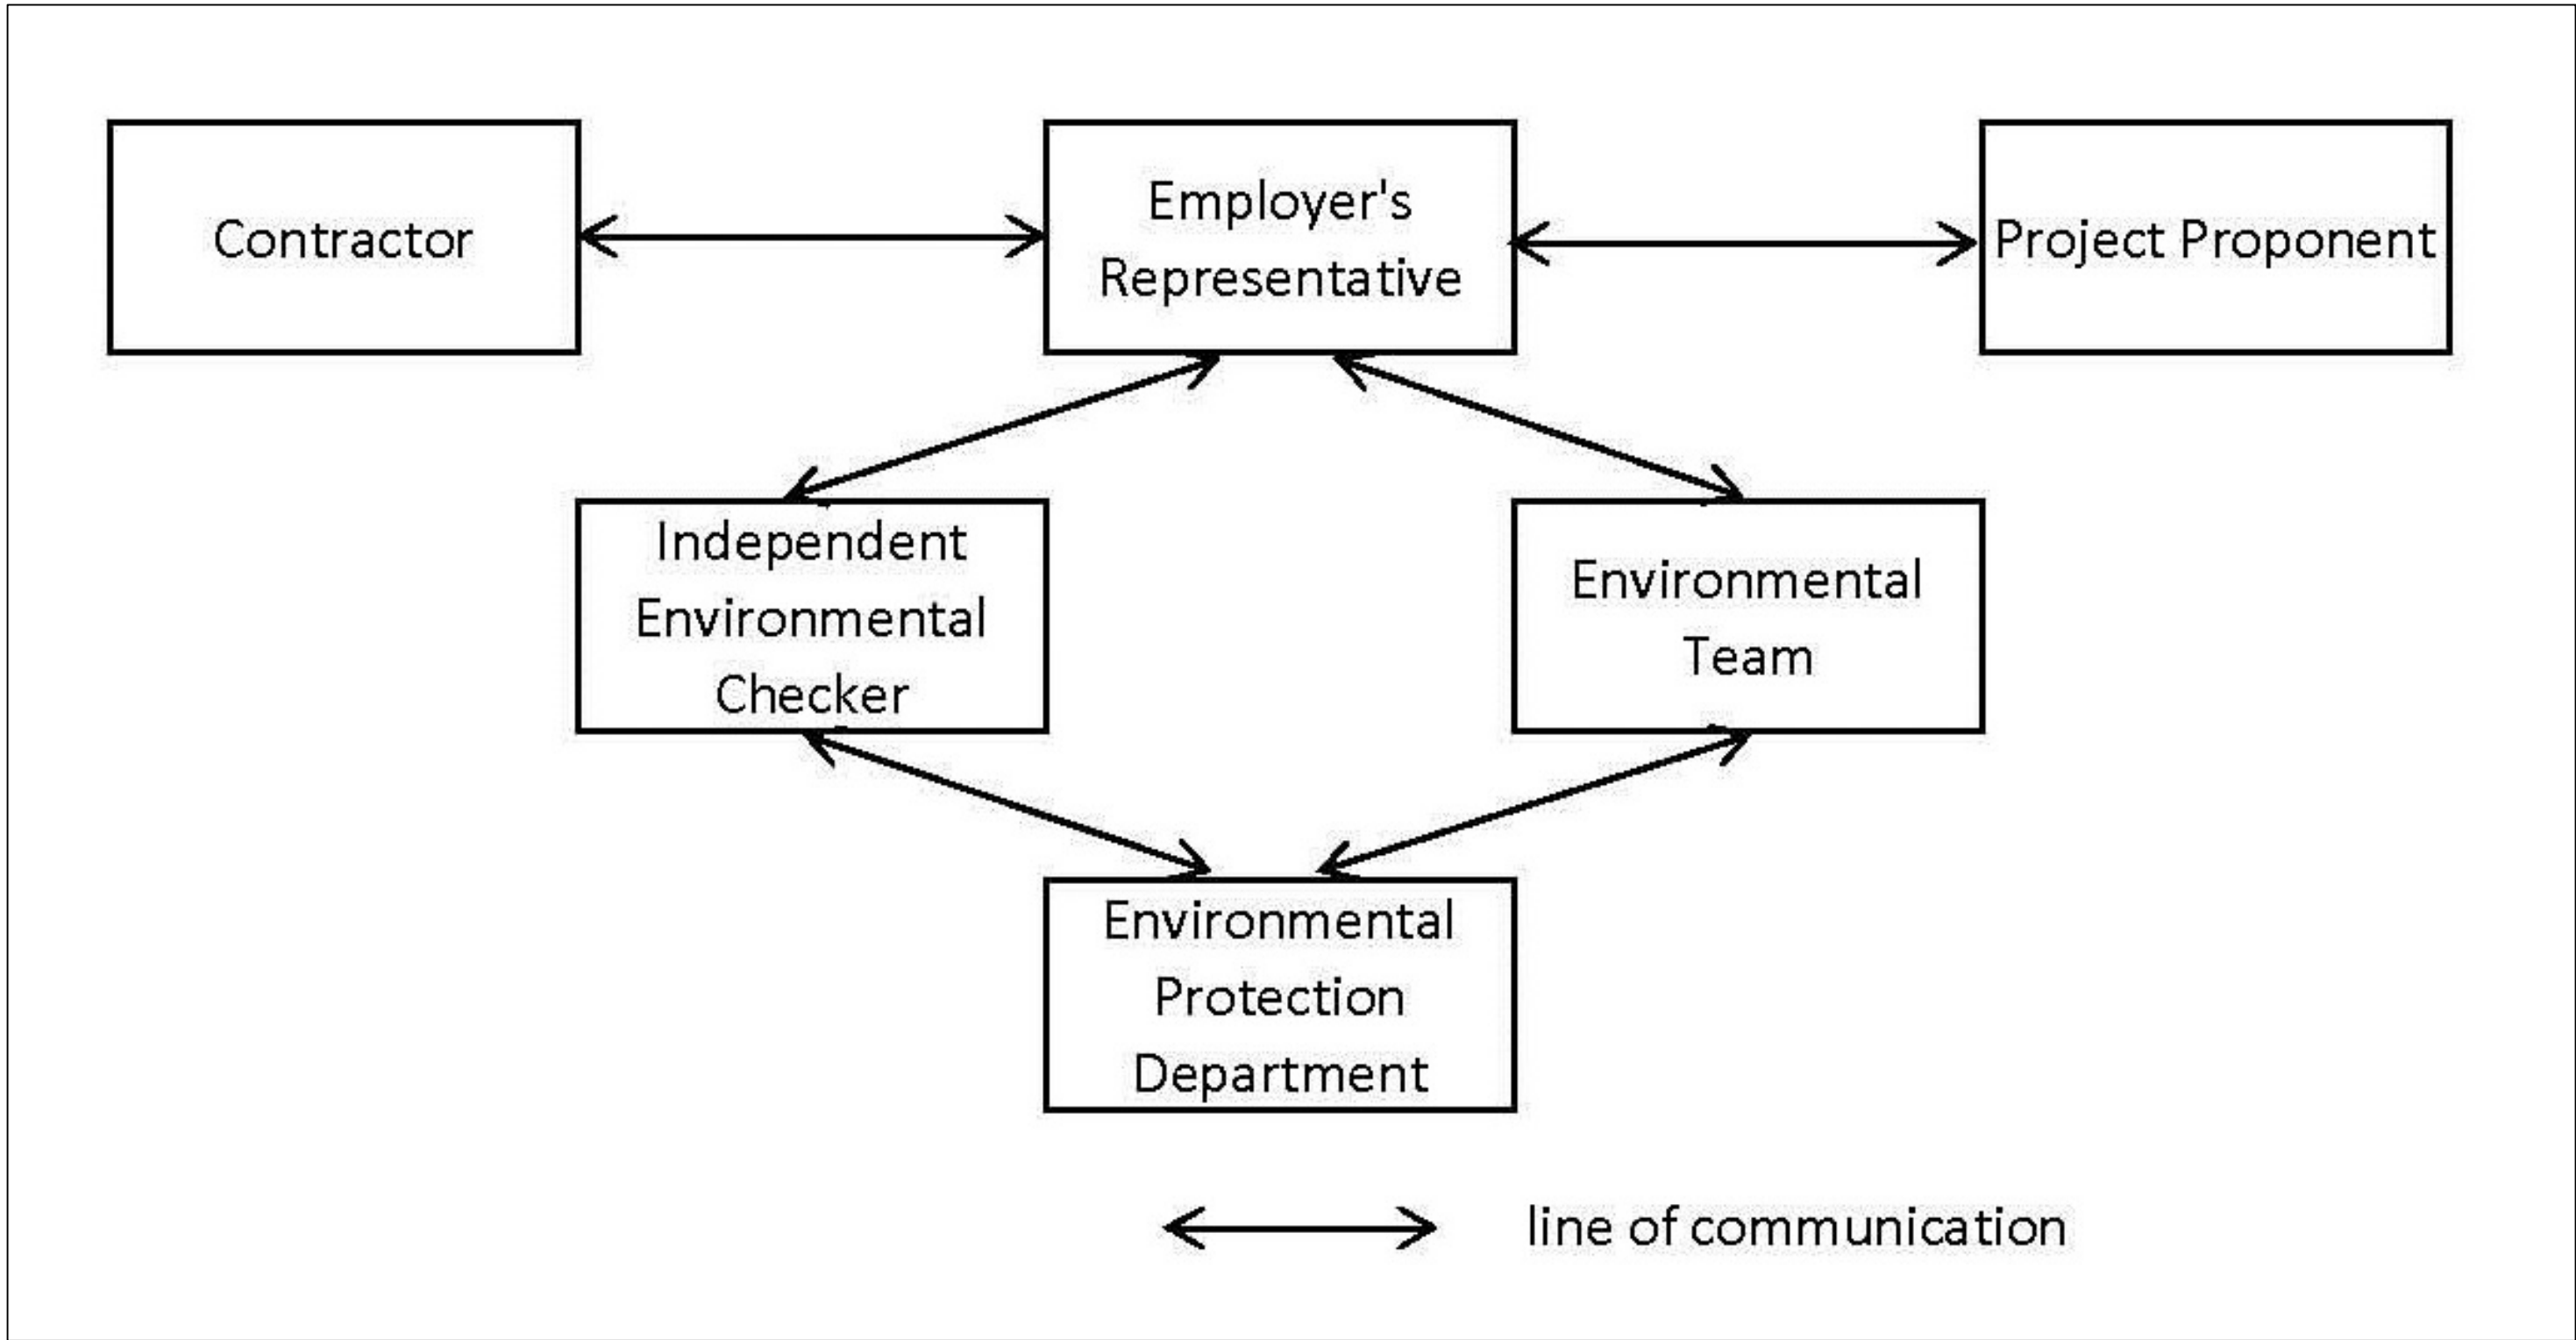 Contractor
Employer's
Representative
Project Proponent
Independent
Environmental
Checker
Environmental
Team
Environmental
Protection
Department
line of communication